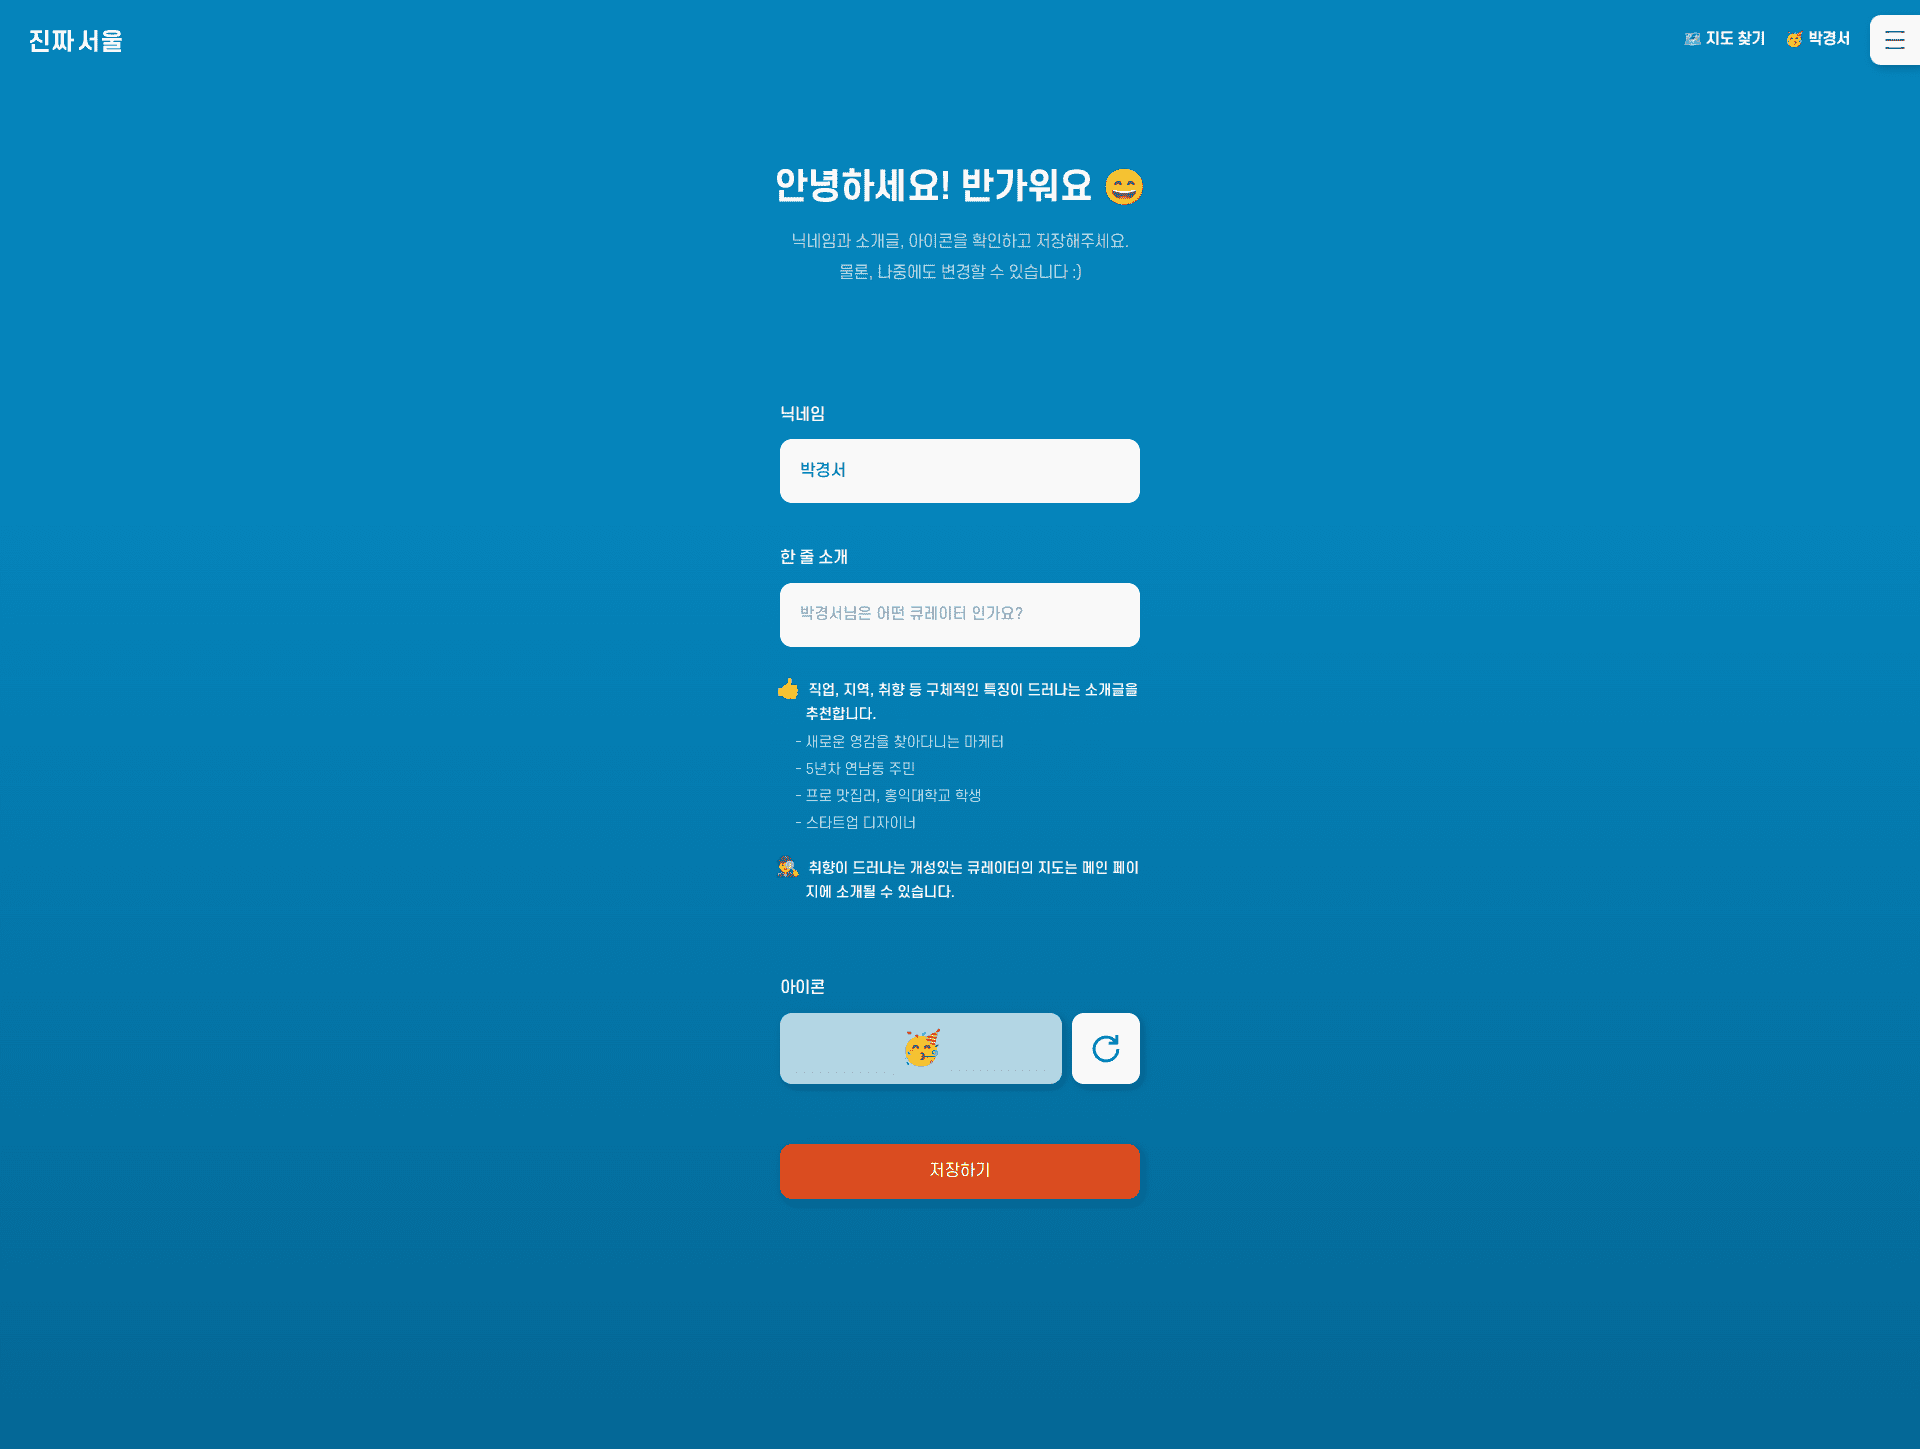 진짜 서울
🗺️ 지도 찾기
🥳 박경서
안녕하세요! 반가워요 😄
닉네임과 소개글, 아이콘을 확인하고 저장해주세요.
물론, 나중에도 변경할 수 있습니다 :)
닉네임
박경서
한 줄 소개
박경서님은 어떤 큐레이터 인가요?
👍 직업, 지역, 취향 등 구체적인 특징이 드러나는 소개글을
추천합니다.
- 새로운 영감을 찾아다니는 마케터
- 5년차 연남동 주민
- 프로 맛집러, 홍익대학교 학생
- 스타트업 디자이너
취향이 드러나는 개성있는 큐레이터의 지도는 메인 페이
지에 소개될 수 있습니다.
아이콘
🥳
저장하기